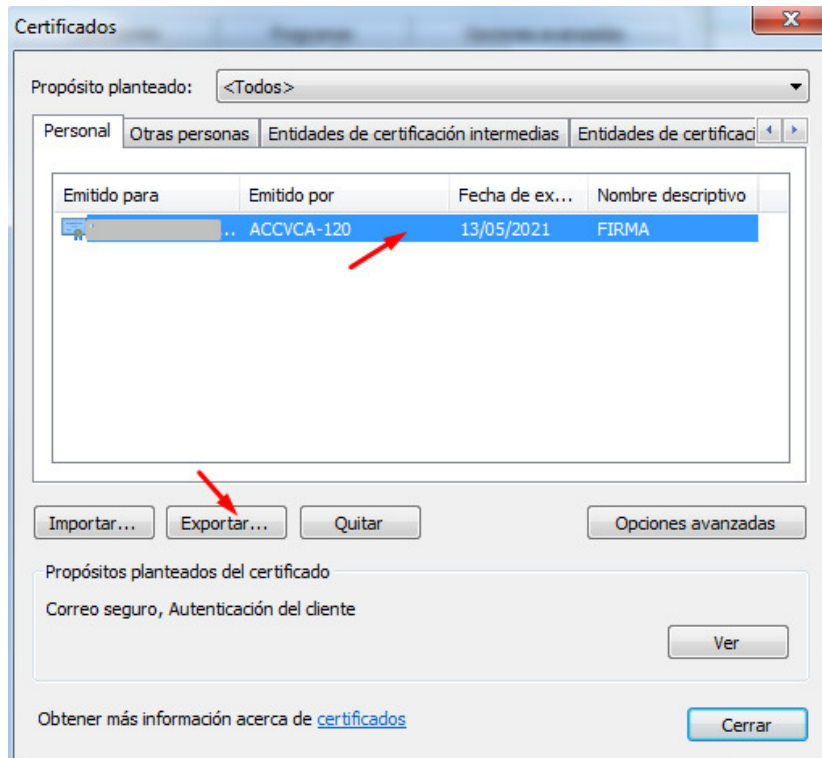 Certificados
Propósito planteado: <Todos>
Personal Otras personas Entidades de certificación intermedias Entidades de certificaci
Emitido para Emitido por Fecha de ex... Nombre descriptivo
.. ACCVCA-120 13/05/2021 FIRMA
Importar... Exportar... Quitar Opciones avanzadas
Propósitos planteados del certificado
Correo seguro, Autenticación del cliente
Ver
Obtener más información acerca de certificados
Cerrar